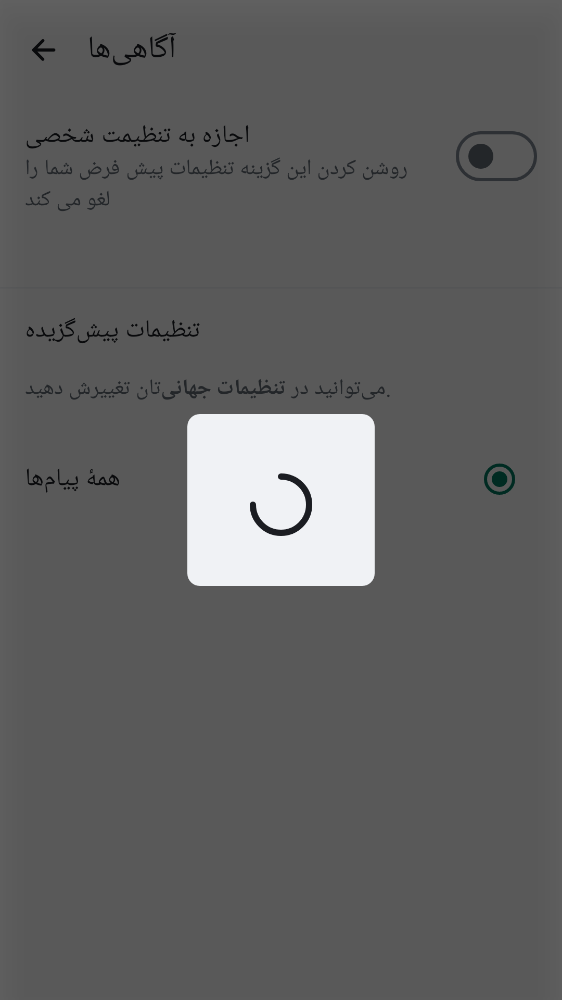 آگاهی‌ها
اجازه به تنظیمت شخصی
روشن کردن این گزینه تنظیمات پیش فرض شما را
لغو می کند
تنظیمات پیش‌گزیده
می‌توانید در تنظیمات جهانی‌تان تغییرش دهید.
همهٔ پیام‌ها